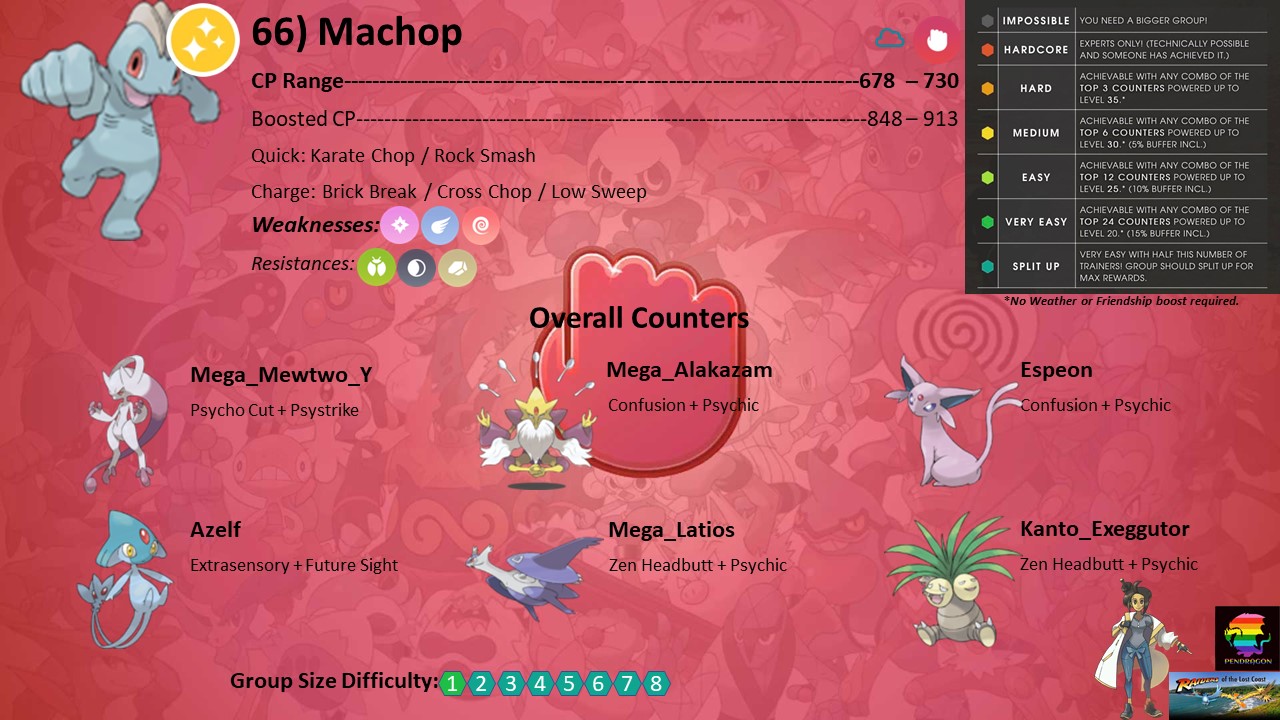 66) Machop
CP Range---678 – 730
Boosted CP---848 – 913
Quick: Karate Chop / Rock Smash
Charge: Brick Break / Cross Chop / Low Sweep
Weaknesses:
Resistances:
IMPOSSIBLE YOU NEED A BIGGER GROUP!
HARDCORE EXPERTS ONLY! (TECHNICALLY POSSIBLE
AND SOMEONE HAS ACHIEVED IT.)
HARD ACHIEVABLE WITH ANY COMBO OF THE
TOP 3 COUNTERS POWERED UP TO
LEVEL 35.*
MEDIUM ACHIEVABLE WITH ANY COMBO OF THE
TOP 6 COUNTERS POWERED UP TO
LEVEL 30.* (5% BUFFER INCL.)
EASY ACHIEVABLE WITH ANY COMBO OF THE
TOP 12 COUNTERS POWERED UP TO
LEVEL 25.* (10% BUFFER INCL.)
VERY EASY ACHIEVABLE WITH ANY COMBO OF THE
TOP 24 COUNTERS POWERED UP TO
LEVEL 20.* (15% BUFFER INCL.)
SPLIT UP VERY EASY WITH HALF THIS NUMBER OF
TRAINERS! GROUP SHOULD SPLIT UP FOR
MAX REWARDS.
*No Weather or Friendship boost required.
Overall Counters
Mega_Mewtwo_Y
Psycho Cut + Psystrike
Mega_Alakazam
Confusion + Psychic
Espeon
Confusion + Psychic
Azelf
Extrasensory + Future Sight
Mega_Latios
Zen Headbutt + Psychic
Kanto_Exeggutor
Zen Headbutt + Psychic
Group Size Difficulty: 1 2 3 4 5 6 7 8
PENDRAGON
RAIDERS of the Lost Coast